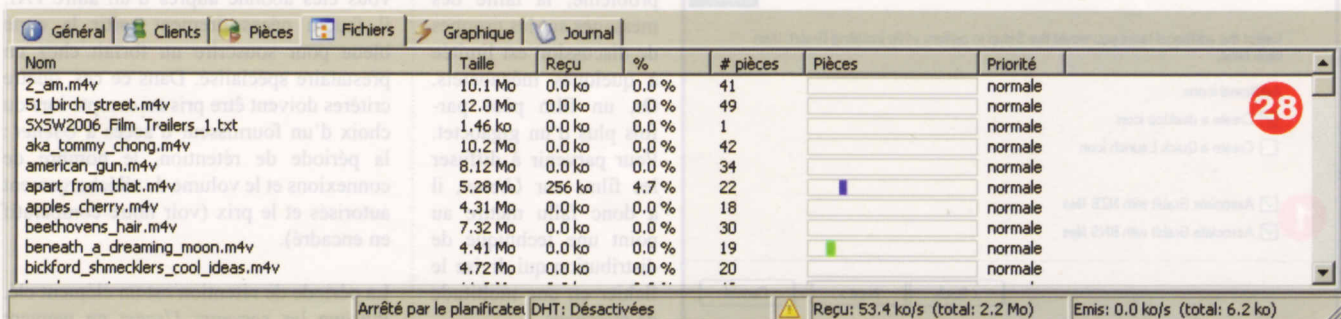 Général Clients Pièces Fichiers Graphique Journal
Nom Taille Reçu % # pièces Pièces Priorité
2_am.m4v 10.1 Mo 0.0 ko 0.0 % 41 normale
51_birch_street.m4v 12.0 Mo 0.0 ko 0.0 % 49 normale
SXSW2006_Film_Trailers_1.txt 1.46 ko 0.0 ko 0.0 % 1 normale
aka_tommy_chong.m4v 10.2 Mo 0.0 ko 0.0 % 42 normale
american_gun.m4v 8.12 Mo 0.0 ko 0.0 % 34 normale
apart_from_that.m4v 5.28 Mo 256 ko 4.7 % 22 normale
apples_cherry.m4v 4.31 Mo 0.0 ko 0.0 % 18 normale
beethovens_hair.m4v 7.32 Mo 0.0 ko 0.0 % 30 normale
beneath_a_dreaming_moon.m4v 4.41 Mo 0.0 ko 0.0 % 19 normale
bickford_shmecklers_cool_ideas.m4v 4.72 Mo 0.0 ko 0.0 % 20 normale
28
Arrêté par le planificateu DHT: Désactivées Reçu: 53.4 ko/s (total: 2.2 Mo) Emis: 0.0 ko/s (total: 6.2 ko)